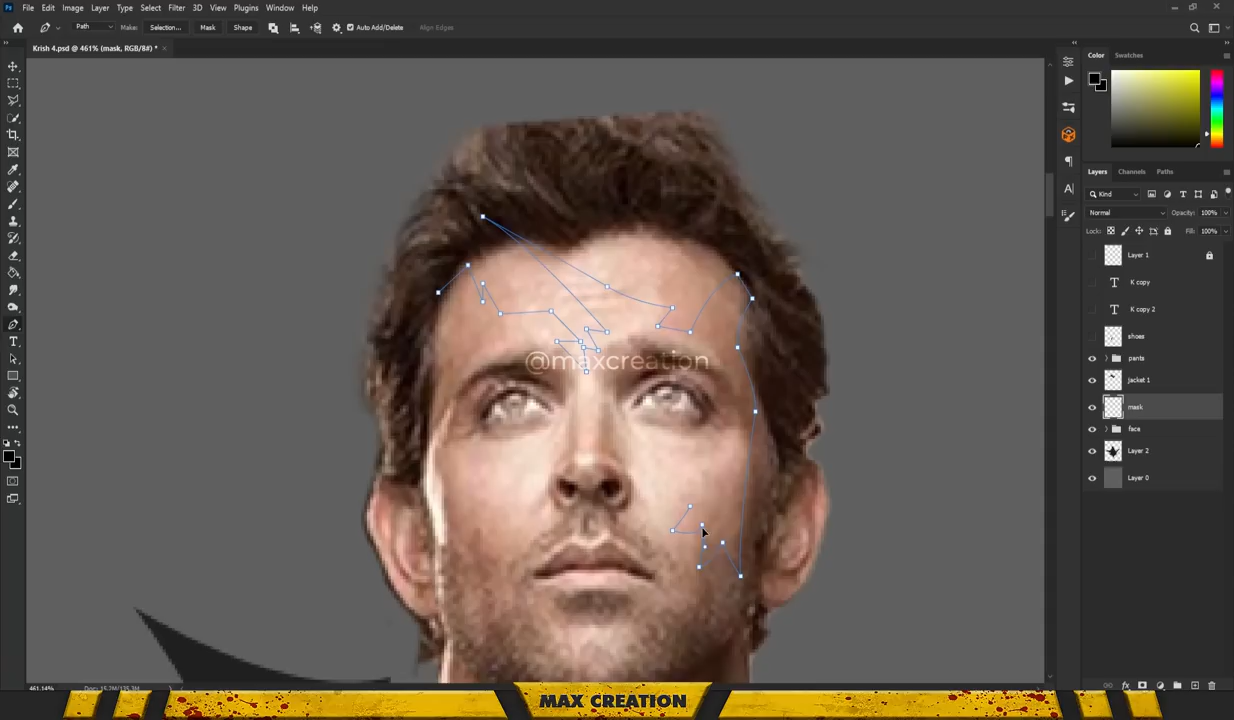 File Edit Image Layer Type Select Filter 3D View Plugins Window Help
Path Make: Selection... Mask Shape Auto Add/Delete Align Edges
Krish 4.psd @ 461% (mask, RGB/8#) *
Color Swatches
Layers Channels Paths
Kind
Normal Opacity: 100%
Lock: Fill: 100%
Layer 1
K copy
K copy 2
shoes
pants
jacket 1
mask
face
Layer 2
Layer 0
@maxcreation
MAX CREATION